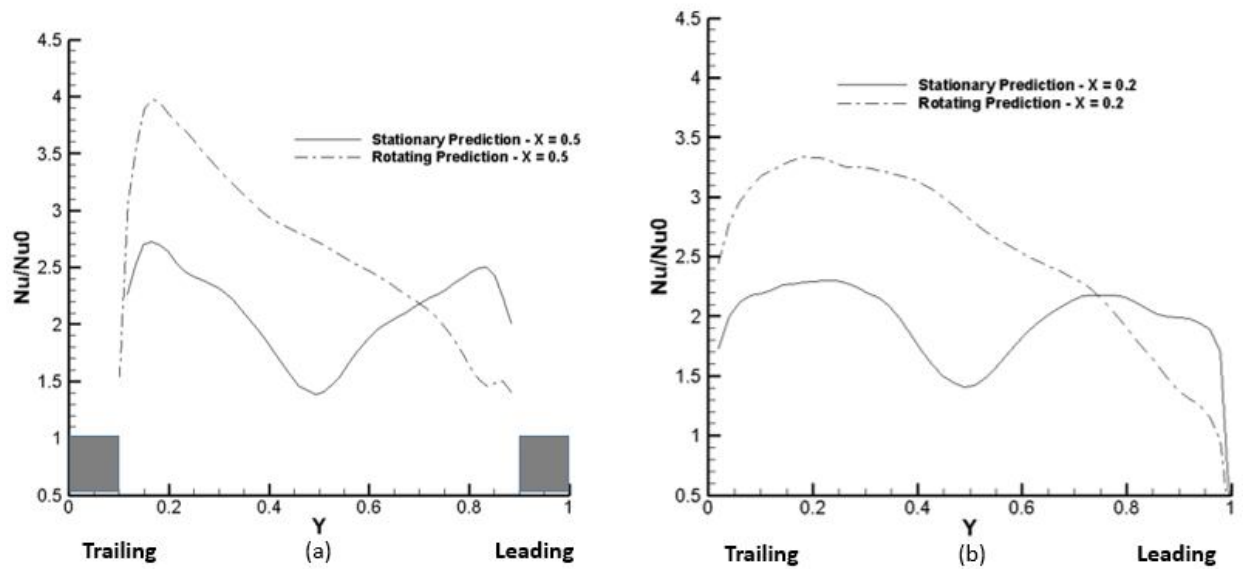 4.5
4
3.5
3
2.5
2
1.5
1
0.5
Nu/Nu0
Stationary Prediction - X = 0.5
Rotating Prediction - X = 0.5
0
0.2
0.4
0.6
0.8
1
Y
Trailing
(a)
Leading
4.5
4
3.5
3
2.5
2
1.5
1
0.5
Nu/Nu0
Stationary Prediction - X = 0.2
Rotating Prediction - X = 0.2
0
0.2
0.4
0.6
0.8
1
Y
Trailing
(b)
Leading